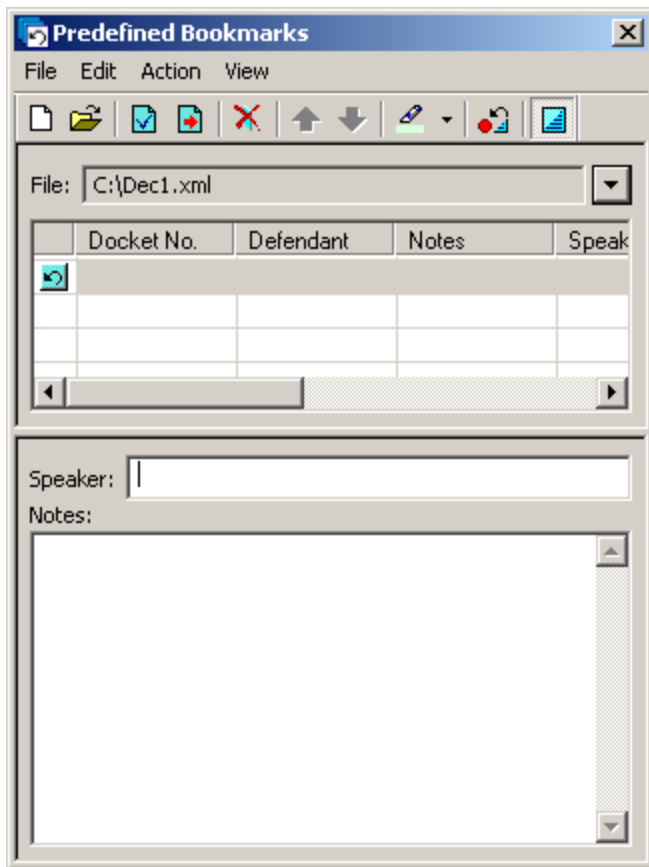 Predefined Bookmarks
File Edit Action View
File: C:\Dec1.xml
Docket No. Defendant Notes Speak
Speaker:
Notes: